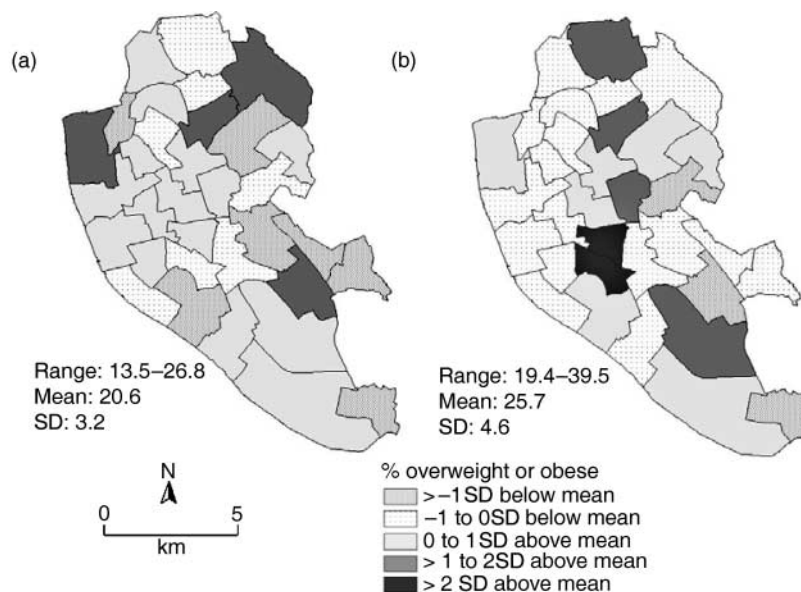 (a)
(b)
Range: 13.5–26.8
Mean: 20.6
SD: 3.2
Range: 19.4–39.5
Mean: 25.7
SD: 4.6
N
0 5
km
% overweight or obese
>−1SD below mean
−1 to 0SD below mean
0 to 1SD above mean
> 1 to 2SD above mean
> 2 SD above mean